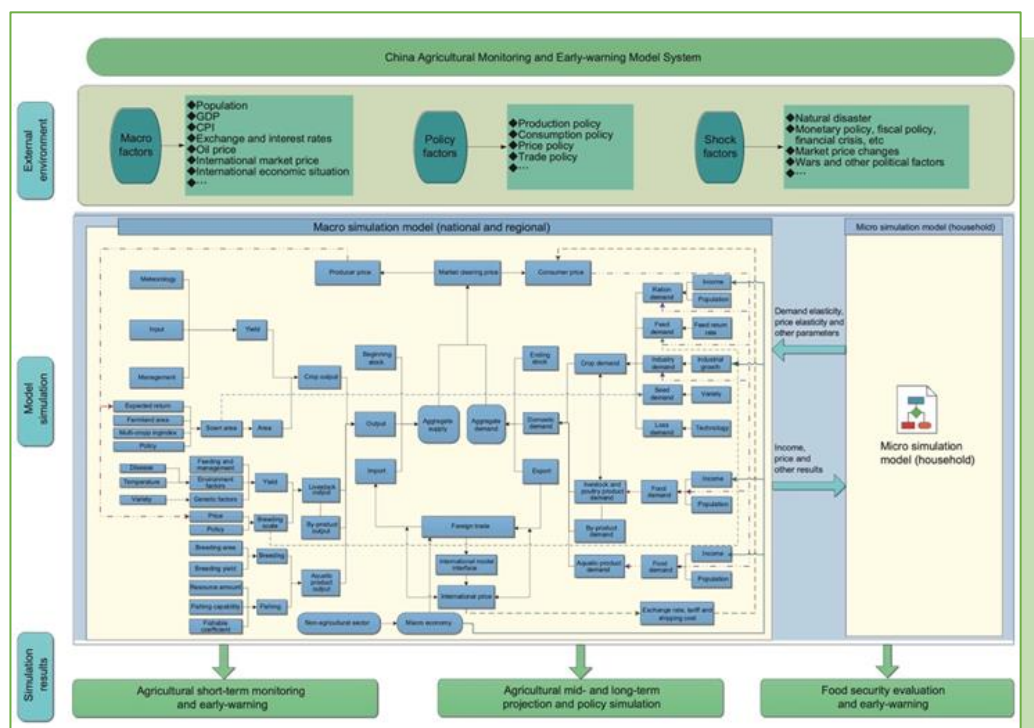 China Agricultural Monitoring and Early-warning Model System
External
environment
Macro
factors
◆Population
◆GDP
◆CPI
◆Exchange and interest rates
◆Oil price
◆International market price
◆International economic situation
◆…
Policy
factors
◆Production policy
◆Consumption policy
◆Price policy
◆Trade policy
◆…
Shock
factors
◆Natural disaster
◆Monetary policy, fiscal policy,
financial crisis, etc
◆Market price changes
◆Wars and other political factors
◆…
Model
simulation
Macro simulation model (national and regional)
Producer price
Market clearing price
Consumer price
Meteorology
Input
Management
Yield
Beginning
stock
Crop output
Expected return
Farmland area
Multi-crop
Policy
Sown area
Area
Output
Aggregate
supply
Aggregate
demand
Ending
stock
Domestic
demand
Crop demand
Ration
demand
Income
Population
Feed
demand
Feed return
rate
Industry
demand
Industrial
growth
Seed
demand
Variety
Loss
demand
Technology
Import
Export
Disease
Temperature
Variety
Feeding and
management
Environment
factors
Genetic factors
Yield
Price
Policy
Breeding
scale
Livestock
output
By-product
output
Breeding area
Breeding yield
Breeding
Resource amount
Fishing capability
Fishable
coefficient
Fishing
Aquatic
product output
Foreign trade
International model
interface
International price
Non-agricultural sector
Macro economy
livestock and
poultry product
demand
By-product
demand
Food
demand
Income
Population
Aquatic product
demand
Food
demand
Income
Population
Exchange rate, tariff and
shipping cost
Demand elasticity,
price elasticity and
other parameters
Income,
price and
other results
Micro simulation model (household)
Micro simulation
model (household)
Simulation
results
Agricultural short-term monitoring
and early-warning
Agricultural mid- and long-term
projection and policy simulation
Food security evaluation
and early-warning